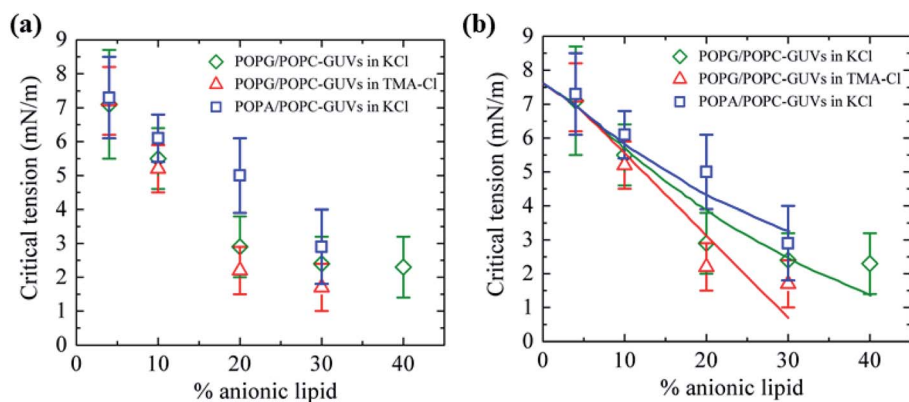 (a)
9
8
7
6
5
4
3
2
1
0
Critical tension (mN/m)
POPG/POPC-GUVs in KCl
POPG/POPC-GUVs in TMA-Cl
POPA/POPC-GUVs in KCl
0 10 20 30 40
% anionic lipid
(b)
9
8
7
6
5
4
3
2
1
0
Critical tension (mN/m)
POPG/POPC-GUVs in KCl
POPG/POPC-GUVs in TMA-Cl
POPA/POPC-GUVs in KCl
0 10 20 30 40
% anionic lipid